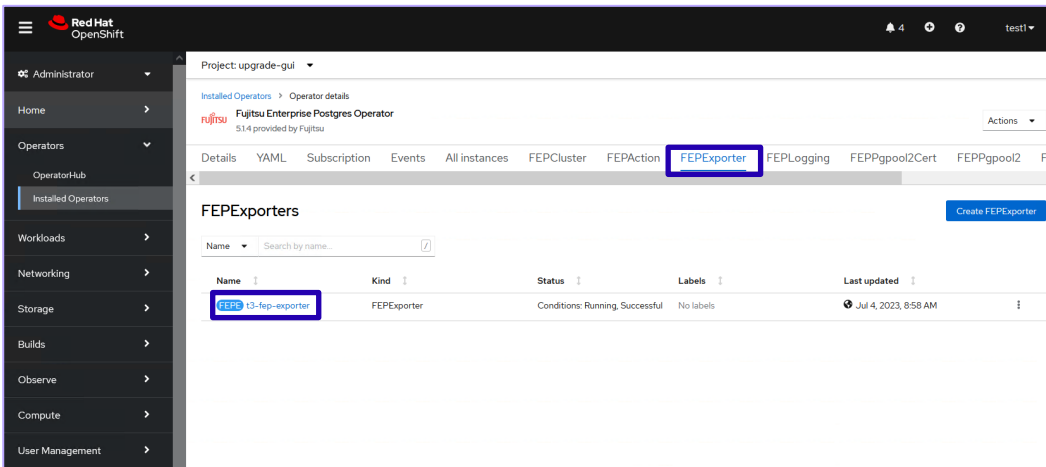 Red Hat
OpenShift
4
test1
Administrator
Home
Operators
OperatorHub
Installed Operators
Workloads
Networking
Storage
Builds
Observe
Compute
User Management
Project: upgrade-gui
Installed Operators > Operator details
FUJITSU
Fujitsu Enterprise Postgres Operator
5.1.4 provided by Fujitsu
Actions
Details YAML Subscription Events All instances FEPCluster FEPAction FEPExporter FEPLogging FEPPgpool2Cert FEPPgpool2 F
FEPExporters
Create FEPExporter
Name Search by name... /
Name Kind Status Labels Last updated
FEPE t3-fep-exporter FEPExporter Conditions: Running, Successful No labels Jul 4, 2023, 8:58 AM